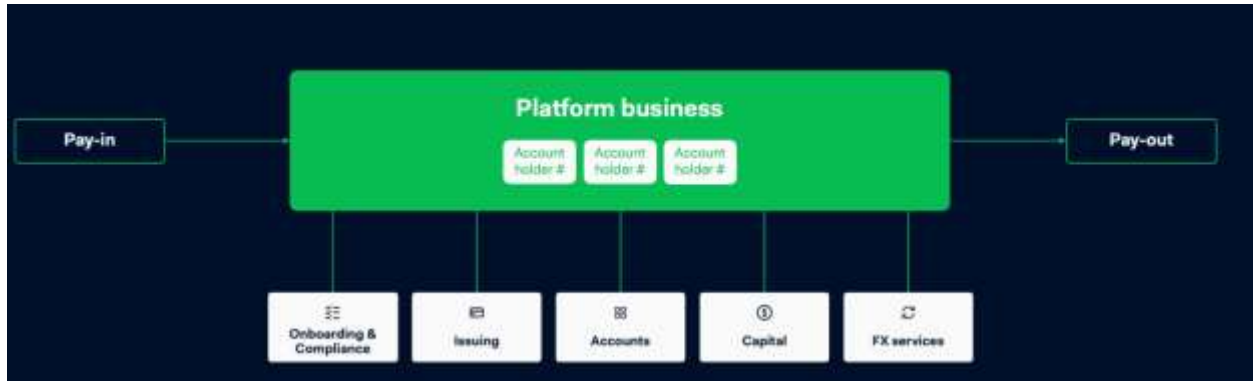 Platform business
Pay-in
Account
holder #
Account
holder #
Account
holder #
Pay-out
Onboarding &
Compliance
Issuing
Accounts
Capital
FX services